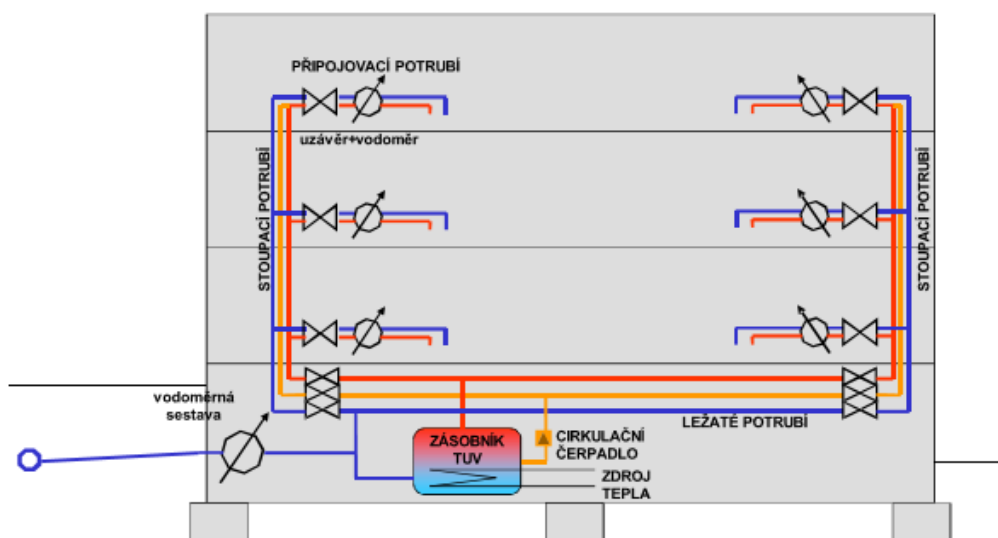 PŘIPOJOVACÍ POTRUBÍ
uzávěr+vodoměr
STOUPACÍ POTRUBÍ
STOUPACÍ POTRUBÍ
vodoměrná
sestava
LEŽATÉ POTRUBÍ
ZÁSOBNÍK
TUV
CIRKULAČNÍ
ČERPADLO
ZDROJ
TEPLA